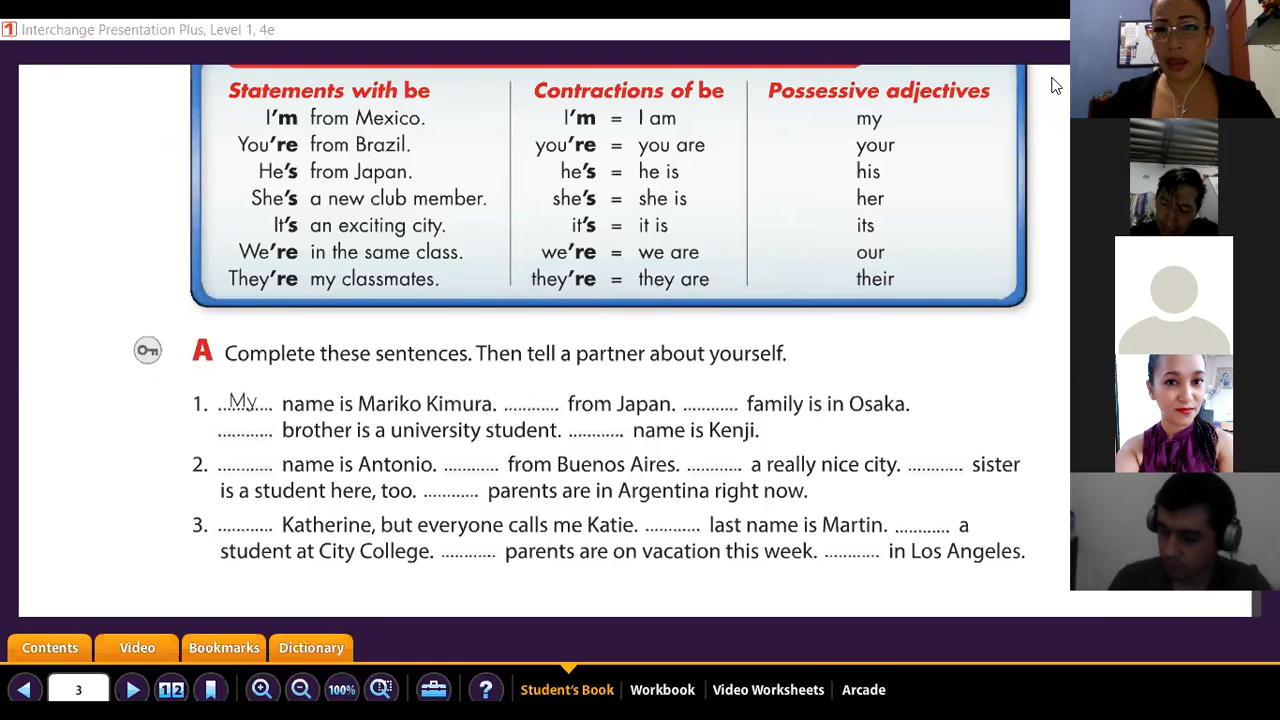 Interchange Presentation Plus, Level 1, 4e
Statements with be Contractions of be Possessive adjectives
I'm from Mexico. I'm = I am my
You're from Brazil. you're = you are your
He's from Japan. he's = he is his
She's a new club member. she's = she is her
It's an exciting city. it's = it is its
We're in the same class. we're = we are our
They're my classmates. they're = they are their
A Complete these sentences. Then tell a partner about yourself.
1. My name is Mariko Kimura. ............ from Japan. ............ family is in Osaka.
............ brother is a university student. ............ name is Kenji.
2. ............ name is Antonio. ............ from Buenos Aires. ............ a really nice city. ............ sister
is a student here, too. ............ parents are in Argentina right now.
3. ............ Katherine, but everyone calls me Katie. ............ last name is Martin. ............ a
student at City College. ............ parents are on vacation this week. ............ in Los Angeles.
Contents Video Bookmarks Dictionary
3 1 2 100% ? Student's Book Workbook Video Worksheets Arcade